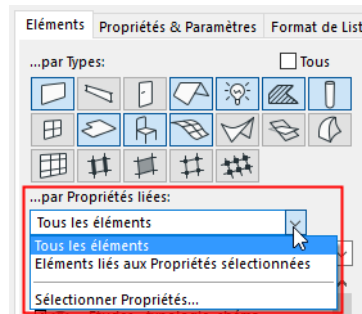 Eléments Propriétés & Paramètres Format de List
...par Types: Tous
...par Propriétés liées:
Tous les éléments
Tous les éléments
Eléments liés aux Propriétés sélectionnées
Sélectionner Propriétés...